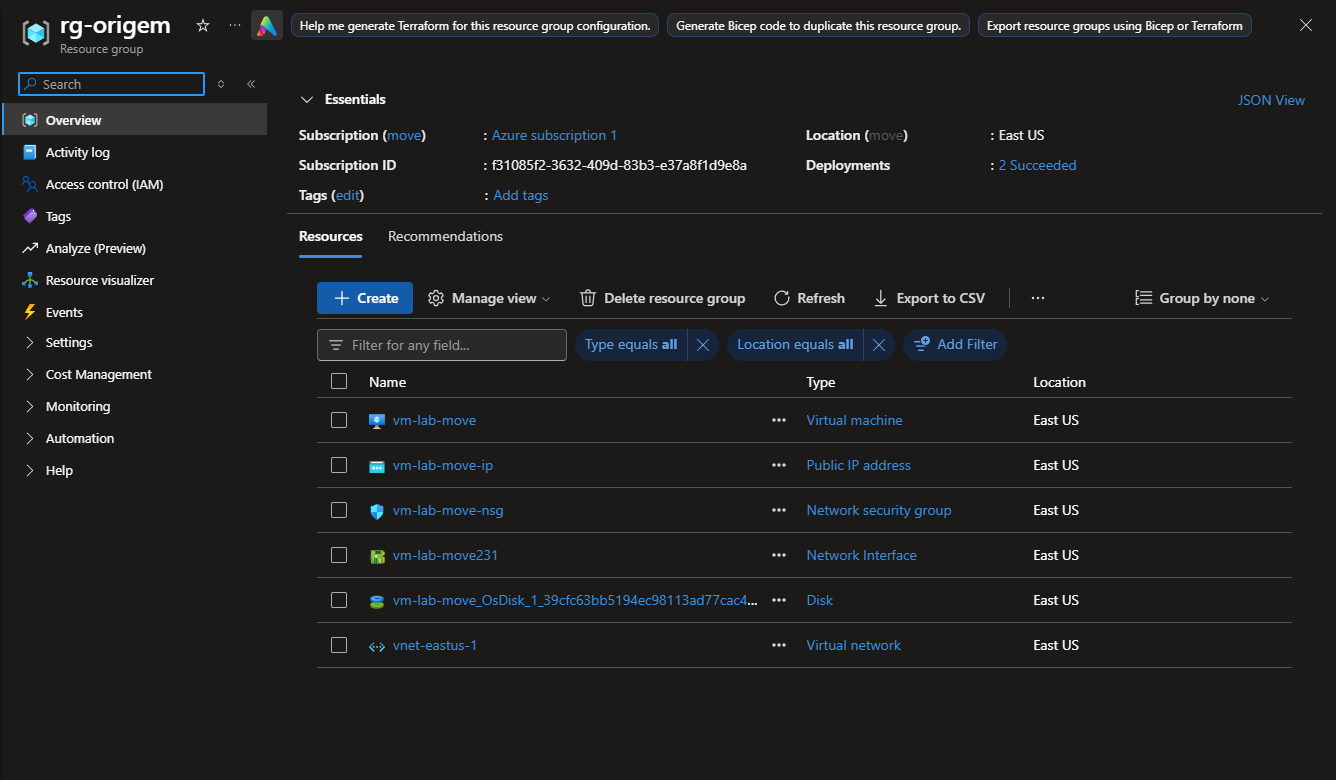 rg-origem
Resource group
Help me generate Terraform for this resource group configuration.
Generate Bicep code to duplicate this resource group.
Export resource groups using Bicep or Terraform
Search
Overview
Activity log
Access control (IAM)
Tags
Analyze (Preview)
Resource visualizer
Events
Settings
Cost Management
Monitoring
Automation
Help
Essentials
JSON View
Subscription (move) : Azure subscription 1
Location (move) : East US
Subscription ID : f31085f2-3632-409d-83b3-e37a8f1d9e8a
Deployments : 2 Succeeded
Tags (edit) : Add tags
Resources Recommendations
Create Manage view Delete resource group Refresh Export to CSV ... Group by none
Filter for any field... Type equals all Location equals all Add Filter
Name Type Location
vm-lab-move ... Virtual machine East US
vm-lab-move-ip ... Public IP address East US
vm-lab-move-nsg ... Network security group East US
vm-lab-move231 ... Network Interface East US
vm-lab-move_OsDisk_1_39cfc63bb5194ec98113ad77cac4... ... Disk East US
vnet-eastus-1 ... Virtual network East US